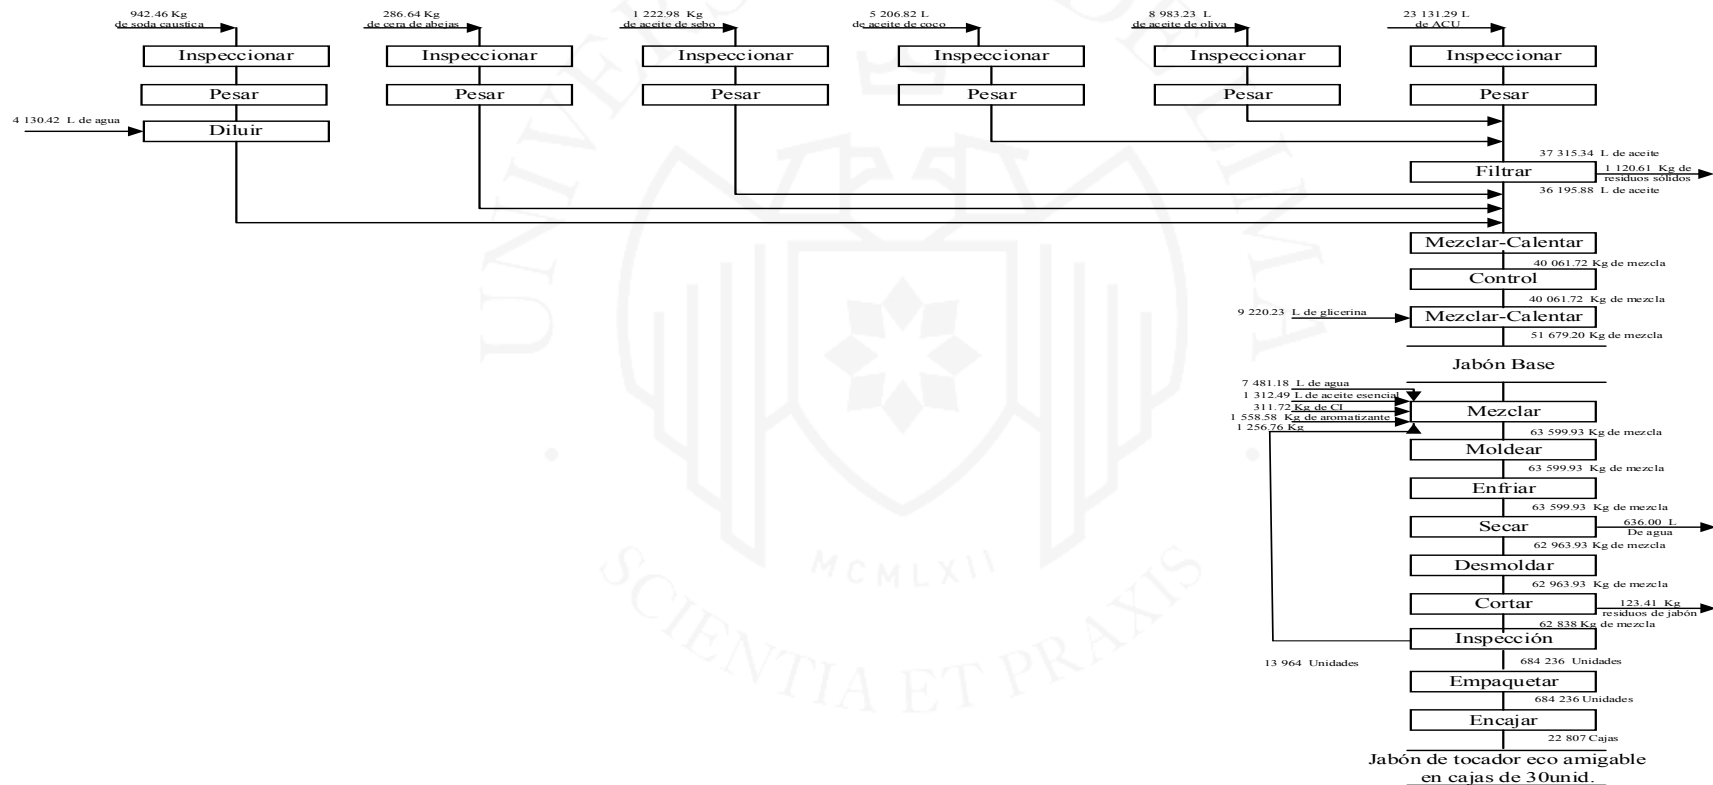 942.46 Kg
de soda caustica
286.64 Kg
de cera de abejas
1 222.98 Kg
de aceite de sebo
5 206.82 L
de aceite de coco
8 983.23 L
de aceite de oliva
23 131.29 L
de ACU
Inspeccionar
Inspeccionar
Inspeccionar
Inspeccionar
Inspeccionar
Inspeccionar
Pesar
Pesar
Pesar
Pesar
Pesar
Pesar
4 130.42 L de agua
Diluir
37 315.34 L de aceite
Filtrar
1 120.61 Kg de
residuos sólidos
36 195.88 L de aceite
Mezclar-Calentar
40 061.72 Kg de mezcla
Control
40 061.72 Kg de mezcla
9 220.23 L de glicerina
Mezclar-Calentar
51 679.20 Kg de mezcla
Jabón Base
7 481.18 L de agua
1 312.49 L de aceite esencial
311.72 Kg de CI
1 558.58 Kg de aromatizante
1 256.76 Kg
Mezclar
63 599.93 Kg de mezcla
Moldear
63 599.93 Kg de mezcla
Enfriar
63 599.93 Kg de mezcla
Secar
636.00 L
De agua
62 963.93 Kg de mezcla
Desmoldar
62 963.93 Kg de mezcla
Cortar
123.41 Kg
residuos de jabón
62 838 Kg de mezcla
Inspección
13 964 Unidades
684 236 Unidades
Empaquetar
684 236 Unidades
Encajar
22 807 Cajas
Jabón de tocador eco amigable
en cajas de 30unid.
UNIVERS DE LIMA
MCMLXII
SCIENTIA ET PRAXIS